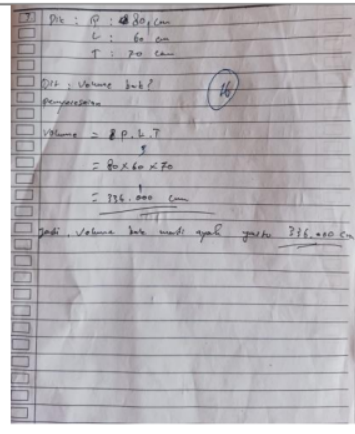 7 Dik : P : 80 cm
L : 60 cm
T : 70 cm
Dit : Volume bak?
16
Penyelesaian
Volume = P . L . T
= 80 x 60 x 70
= 336.000 cm
Jadi, Volume bak mandi ayah yaitu 336.000 cm